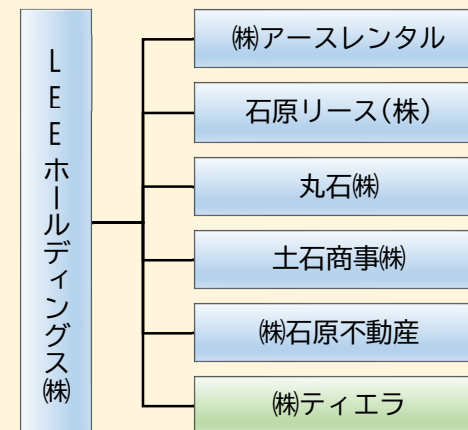 LEEホールディングス㈱
㈱アースレンタル
石原リース(株)
丸石㈱
土石商事㈱
㈱石原不動産
㈱ティエラ